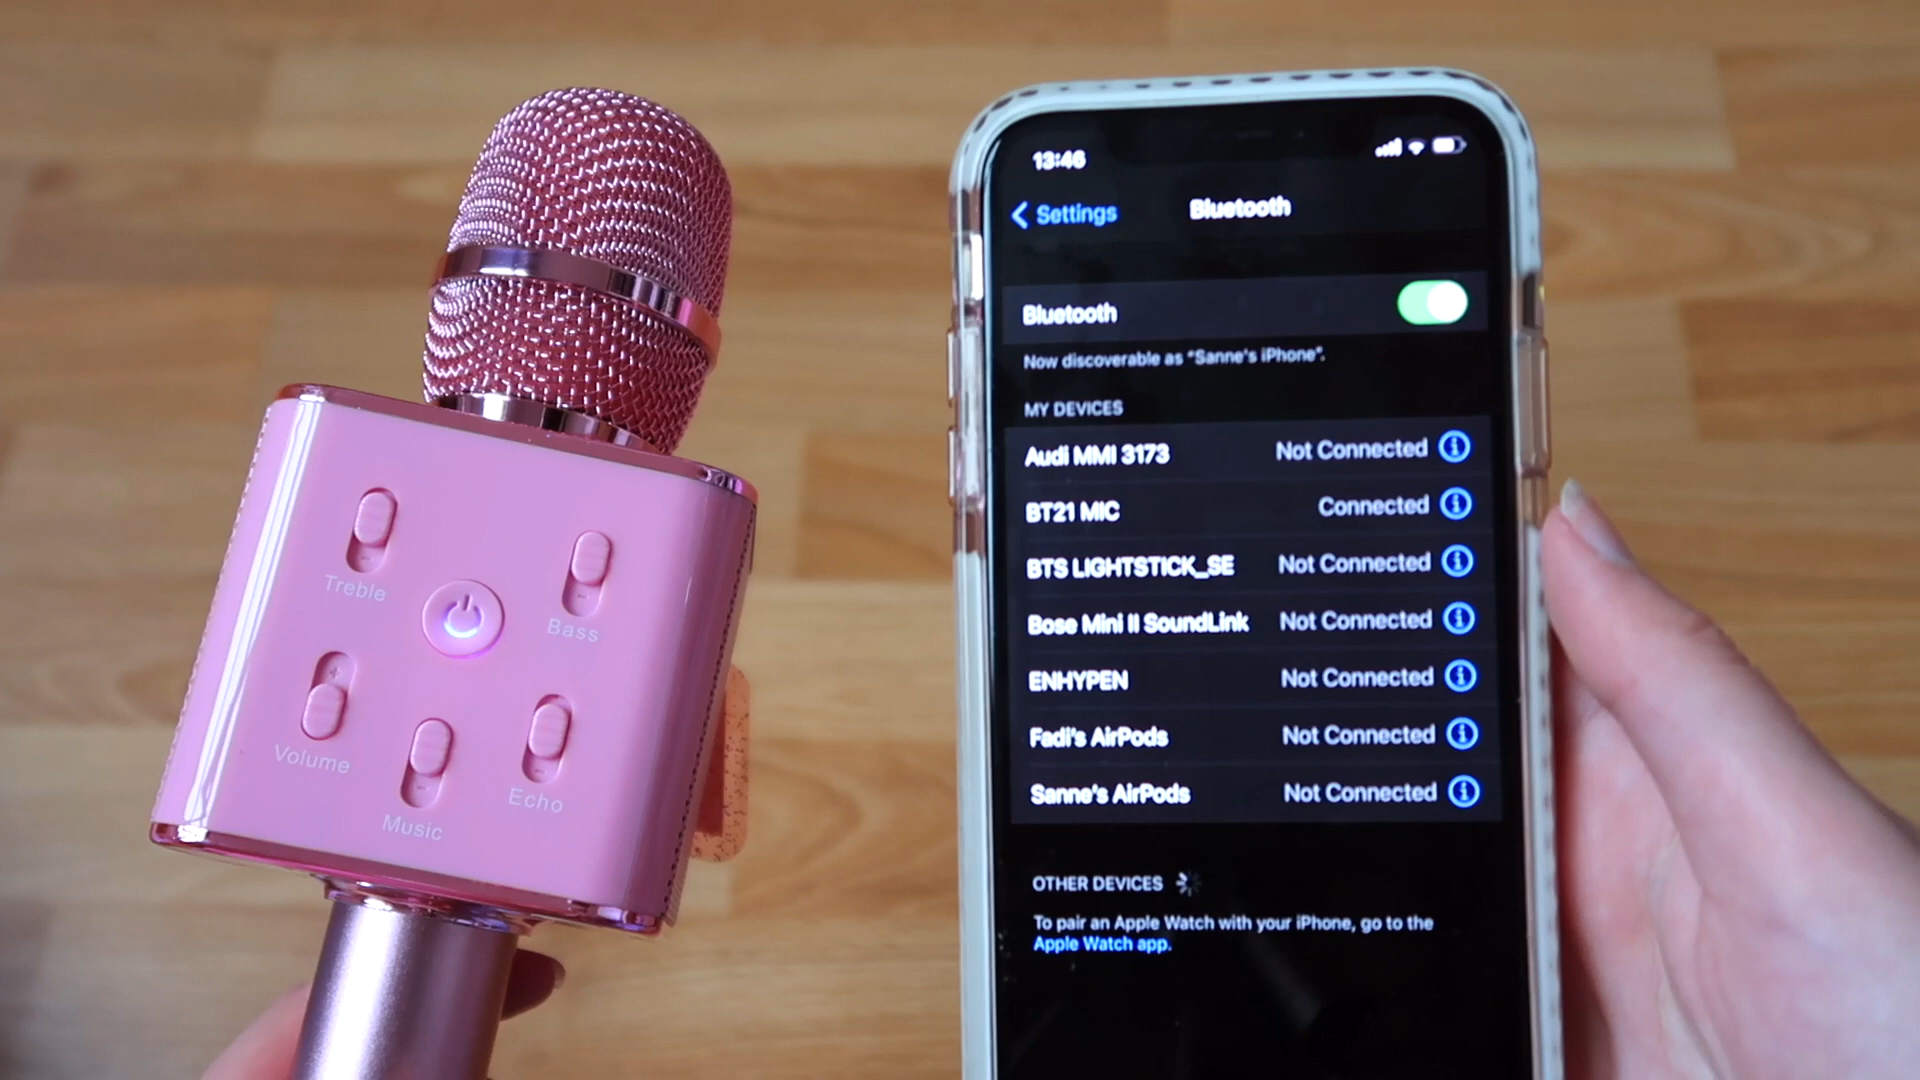 Treble
Bass
Volume
Echo
Music
13:46
Settings
Bluetooth
Bluetooth
Now discoverable as "Sanne's iPhone".
MY DEVICES
Audi MMI 3173 Not Connected
BT21 MIC Connected
BTS LIGHTSTICK_SE Not Connected
Bose Mini II SoundLink Not Connected
ENHYPEN Not Connected
Fadi's AirPods Not Connected
Sanne's AirPods Not Connected
OTHER DEVICES
To pair an Apple Watch with your iPhone, go to the
Apple Watch app.